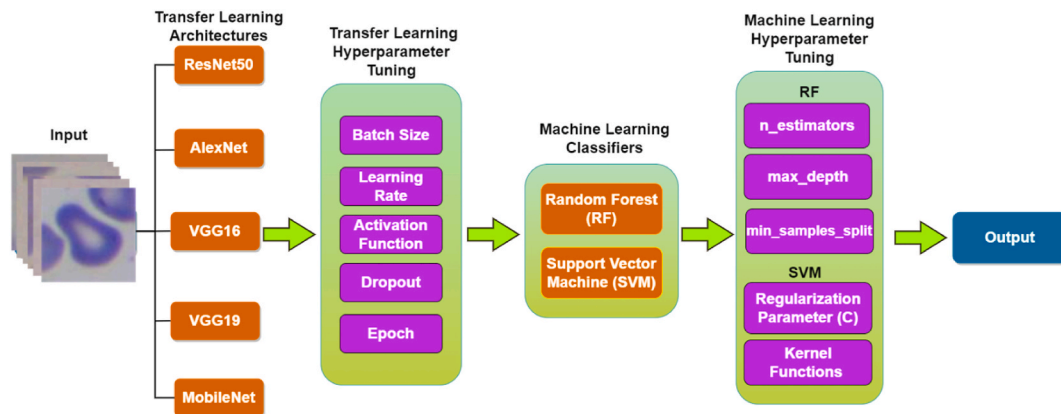 Input
Transfer Learning
Architectures
ResNet50
AlexNet
VGG16
VGG19
MobileNet
Transfer Learning
Hyperparameter
Tuning
Batch Size
Learning
Rate
Activation
Function
Dropout
Epoch
Machine Learning
Classifiers
Random Forest
(RF)
Support Vector
Machine (SVM)
Machine Learning
Hyperparameter
Tuning
RF
n_estimators
max_depth
min_samples_split
SVM
Regularization
Parameter (C)
Kernel
Functions
Output